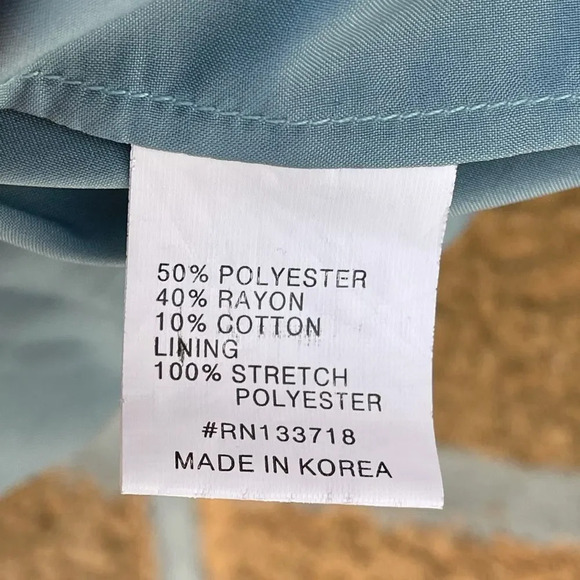 50% POLYESTER
40% RAYON
10% COTTON
LINING
100% STRETCH
POLYESTER
#RN133718
MADE IN KOREA